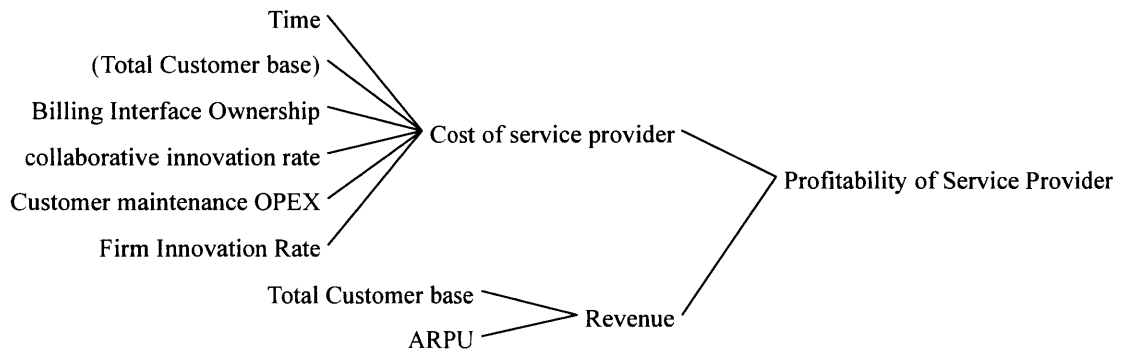 Time
(Total Customer base)
Billing Interface Ownership
collaborative innovation rate
Customer maintenance OPEX
Firm Innovation Rate
Cost of service provider
Total Customer base
ARPU
Revenue
Profitability of Service Provider